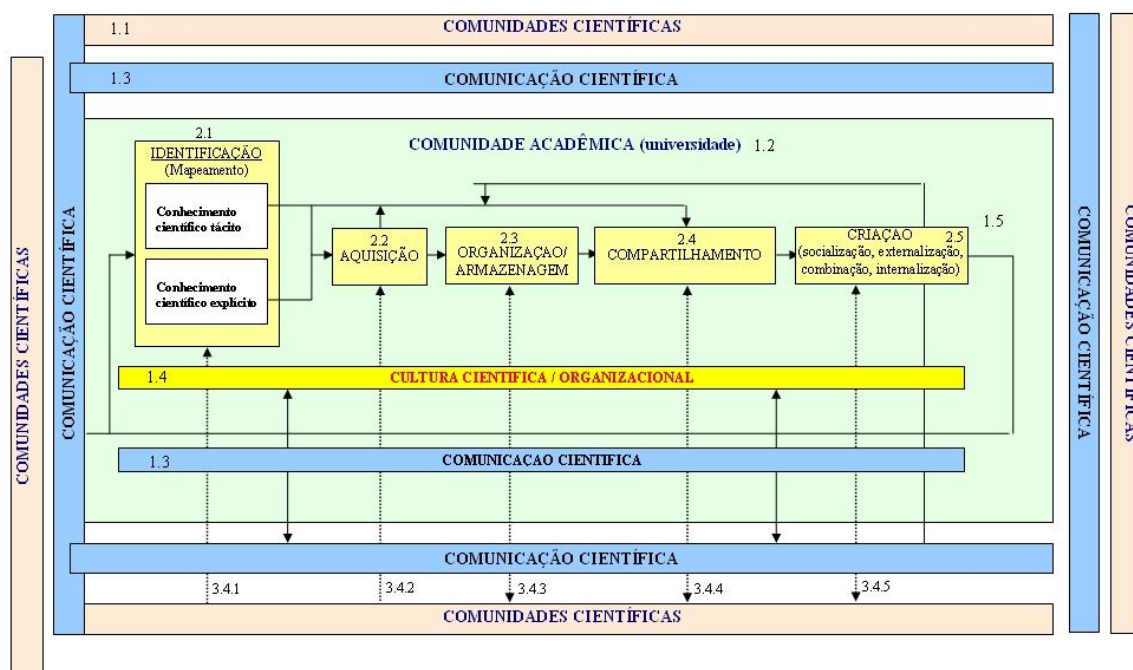 1.1 COMUNIDADES CIENTÍFICAS
1.3 COMUNICAÇÃO CIENTÍFICA
COMUNIDADES CIENTÍFICAS
COMUNICAÇÃO CIENTÍFICA
COMUNIDADE ACADÊMICA (universidade) 1.2
2.1
IDENTIFICAÇÃO
(Mapeamento)
Conhecimento
científico tácito
Conhecimento
científico explícito
2.2
AQUISIÇÃO
2.3
ORGANIZAÇAO/
ARMAZENAGEM
2.4
COMPARTILHAMENTO
CRIAÇAO 2.5
(socialização, externalização,
combinação, internalização)
1.5
1.4 CULTURA CIENTIFICA / ORGANIZACIONAL
1.3 COMUNICAÇAO CIENTIFICA
COMUNICAÇÃO CIENTÍFICA
3.4.1 3.4.2 3.4.3 3.4.4 3.4.5
COMUNIDADES CIENTÍFICAS
COMUNICAÇÃO CIENTÍFICA
COMUNIDADES CIENTÍFICAS